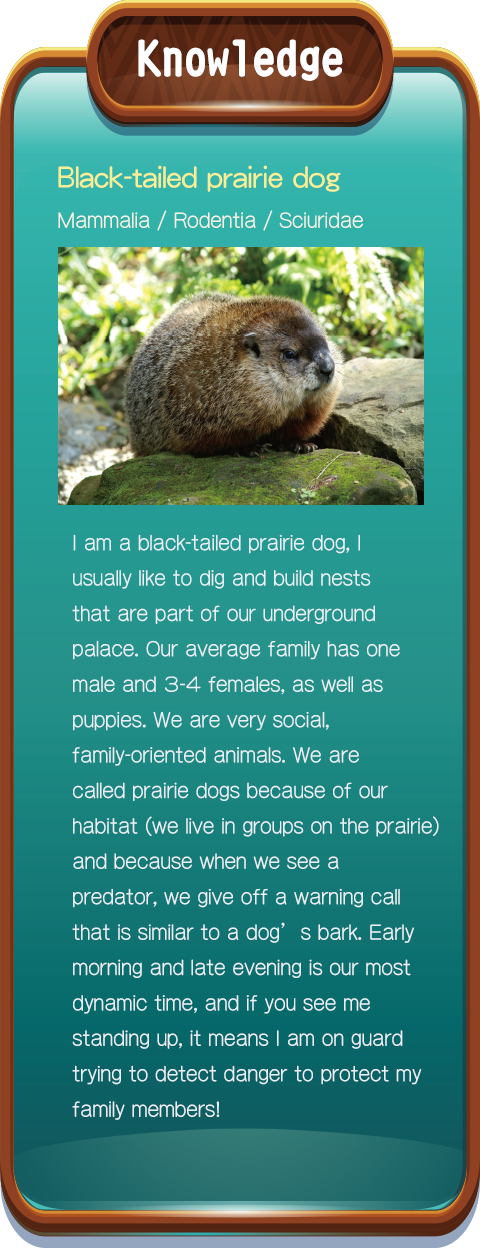 Knowledge
Black-tailed prairie dog
Mammalia / Rodentia / Sciuridae
I am a black-tailed prairie dog, I
usually like to dig and build nests
that are part of our underground
palace. Our average family has one
male and 3-4 females, as well as
puppies. We are very social,
family-oriented animals. We are
called prairie dogs because of our
habitat (we live in groups on the prairie)
and because when we see a
predator, we give off a warning call
that is similar to a dog’s bark. Early
morning and late evening is our most
dynamic time, and if you see me
standing up, it means I am on guard
trying to detect danger to protect my
family members!